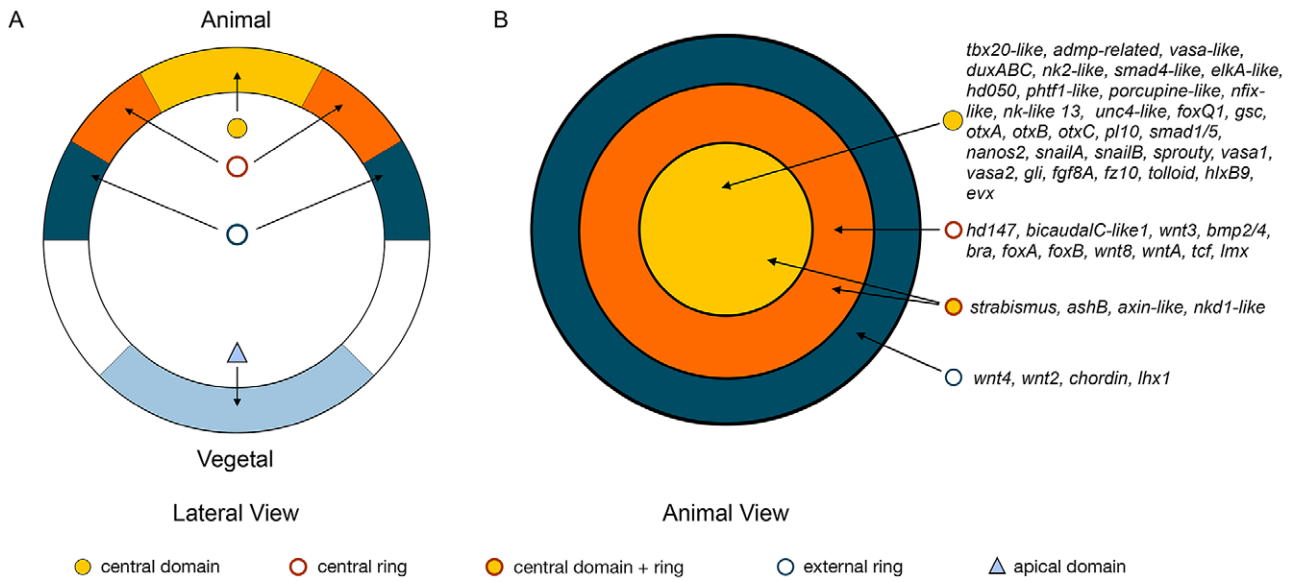 A
Animal
Vegetal
Lateral View
B
tbx20-like, admp-related, vasa-like,
duxABC, nk2-like, smad4-like, elkA-like,
hd050, phtf1-like, porcupine-like, nfix-
like, nk-like 13, unc4-like, foxQ1, gsc,
otxA, otxB, otxC, pl10, smad1/5,
nanos2, snailA, snailB, sprouty, vasa1,
vasa2, gli, fgf8A, fz10, tolloid, hlxB9,
evx
hd147, bicaudalC-like1, wnt3, bmp2/4,
bra, foxA, foxB, wnt8, wntA, tcf, lmx
strabismus, ashB, axin-like, nkd1-like
wnt4, wnt2, chordin, lhx1
Animal View
central domain
central ring
central domain + ring
external ring
apical domain